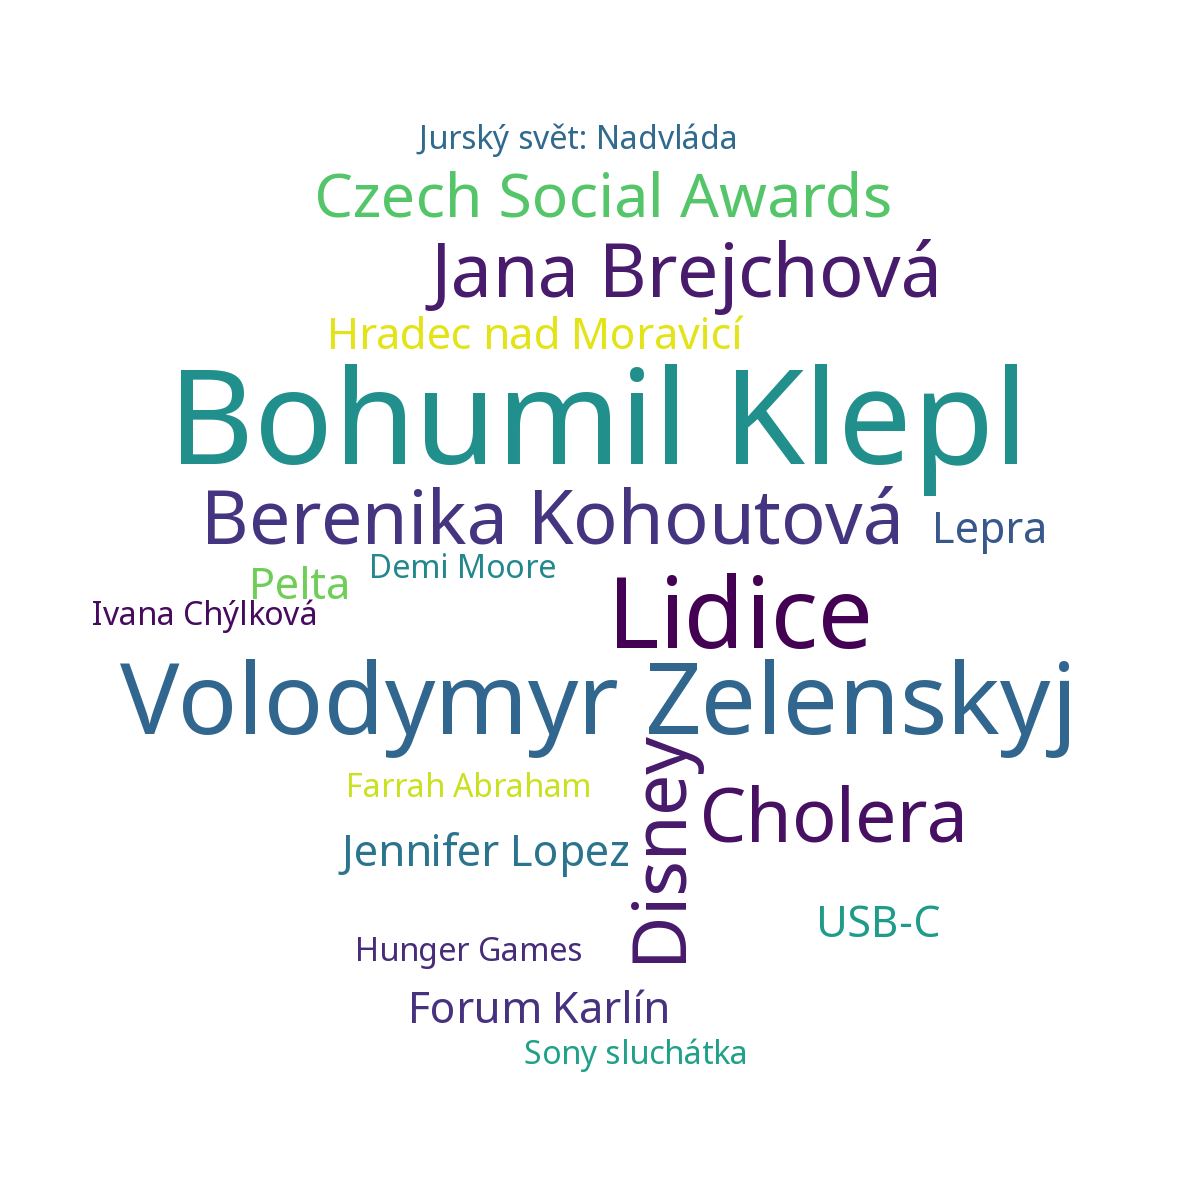 Jurský svět: Nadvláda
Czech Social Awards
Jana Brejchová
Hradec nad Moravicí
Bohumil Klepl
Berenika Kohoutová
Lepra
Demi Moore
Pelta
Ivana Chýlková
Lidice
Volodymyr Zelenskyj
Disney
Farrah Abraham
Cholera
Jennifer Lopez
USB-C
Hunger Games
Forum Karlín
Sony sluchátka